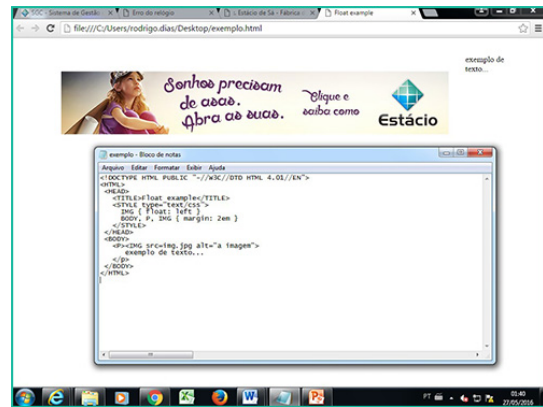 SGC - Sistema de Gestão
Erro do relogio
Estácio de Sá - Fábrica
Float example
file:///C:/Users/rodrigo.dias/Desktop/exemplo.html
exemplo de
texto...
Sonhos precisam
de asas.
Abra as suas.
Clique e
saiba como
Estácio
exemplo - Bloco de notas
Arquivo Editar Formatar Exibir Ajuda
<!DOCTYPE HTML PUBLIC "-//W3C//DTD HTML 4.01//EN">
<HTML>
<HEAD>
<TITLE>Float example</TITLE>
<STYLE type="text/css">
IMG { float: left }
BODY, P, IMG { margin: 2em }
</STYLE>
</HEAD>
<BODY>
<P><IMG src=img.jpg alt="a imagem">
exemplo de texto...
</p>
</BODY>
</HTML>
PT
01:40
27/05/2016